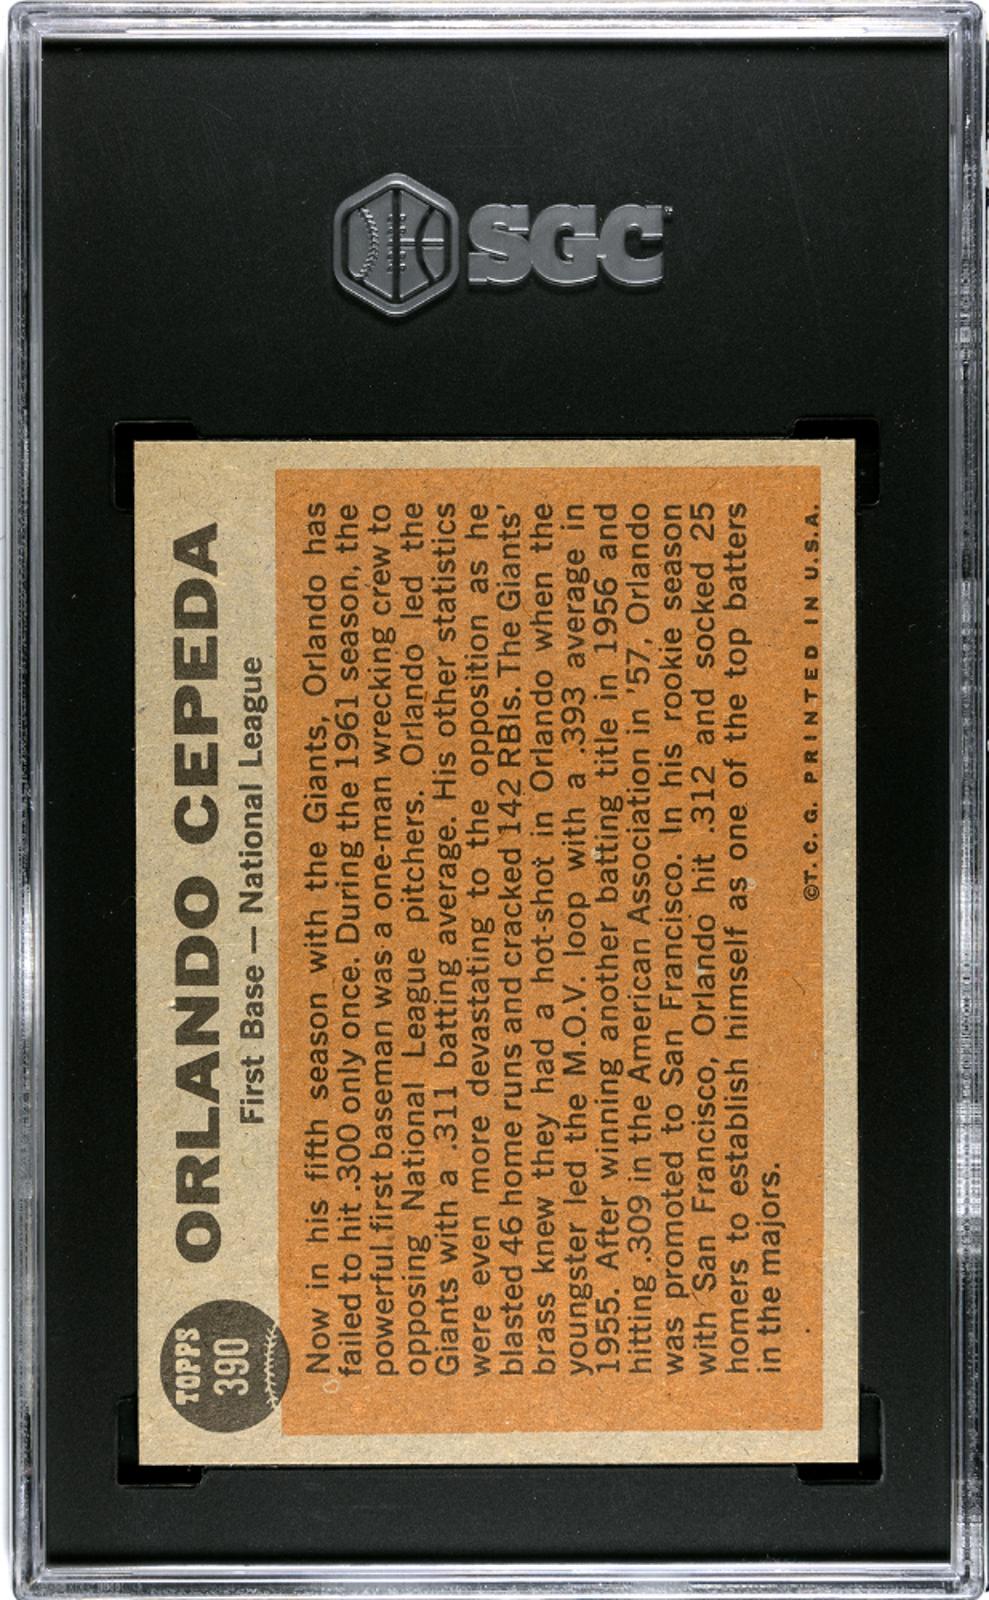 SGC
TOPPS
390
ORLANDO CEPEDA
First Base — National League
Now in his fifth season with the Giants, Orlando has
failed to hit .300 only once. During the 1961 season, the
powerful first baseman was a one-man wrecking crew to
opposing National League pitchers. Orlando led the
Giants with a .311 batting average. His other statistics
were even more devastating to the opposition as he
blasted 46 home runs and cracked 142 RBIs. The Giants'
brass knew they had a hot-shot in Orlando when the
youngster led the M.O.V. loop with a .393 average in
1955. After winning another batting title in 1956 and
hitting .309 in the American Association in '57, Orlando
was promoted to San Francisco. In his rookie season
with San Francisco, Orlando hit .312 and socked 25
homers to establish himself as one of the top batters
in the majors.
©T. C. G. PRINTED IN U.S.A.